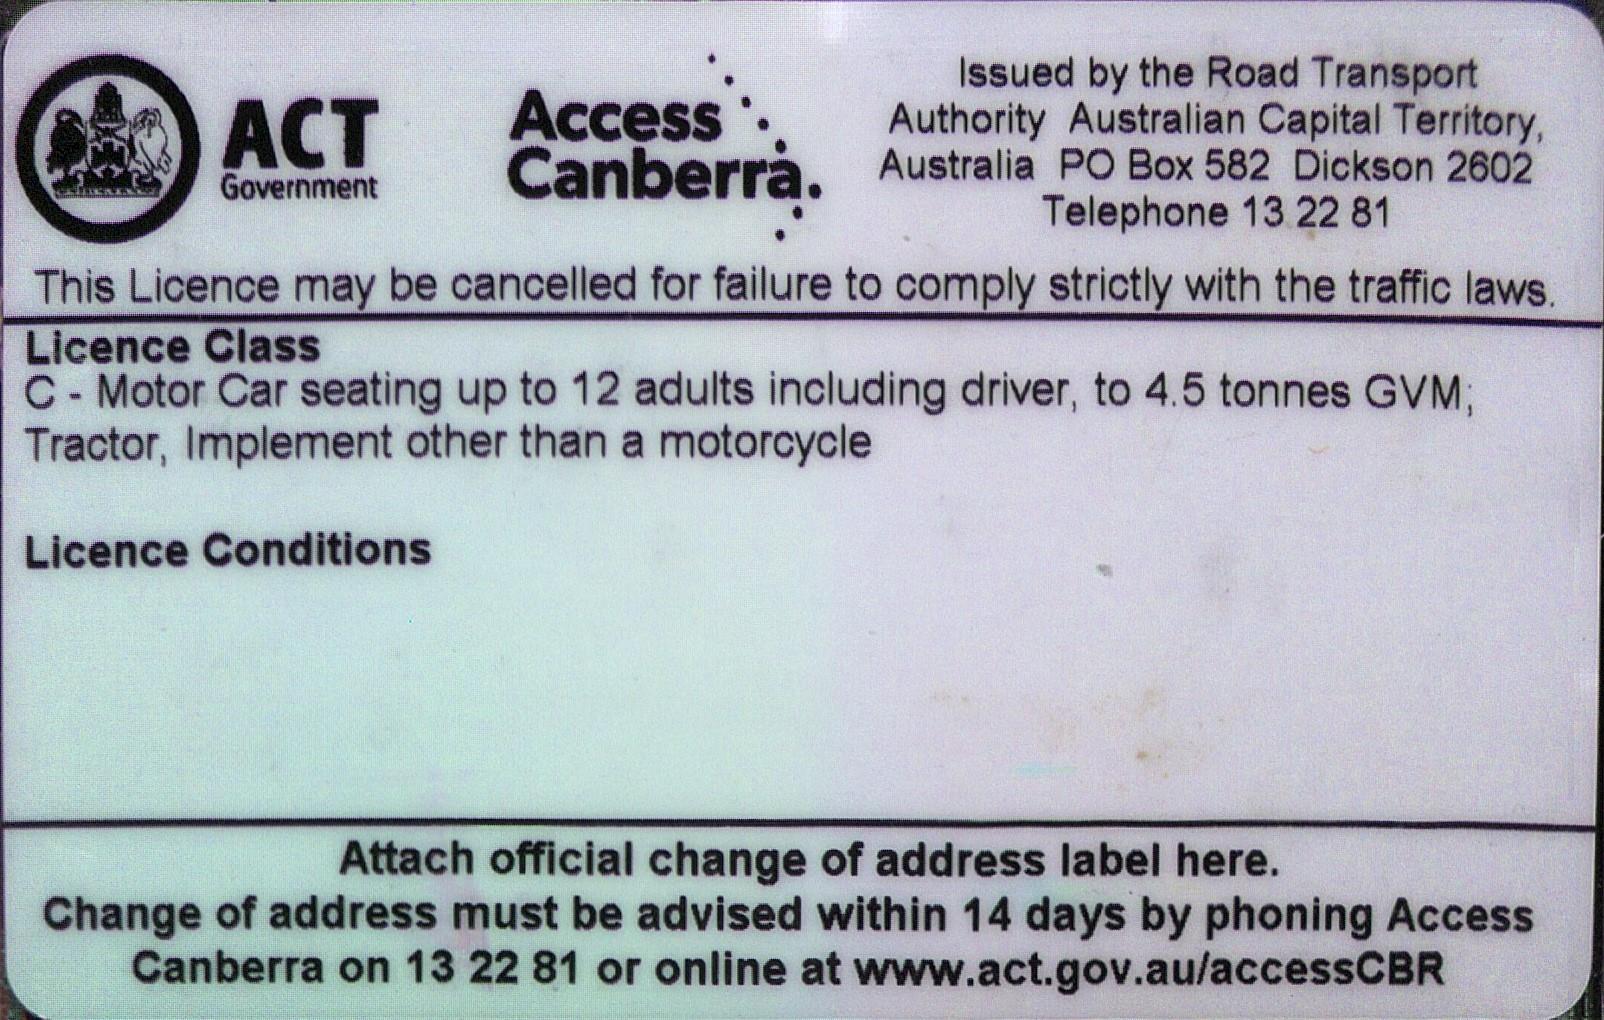 ACT
Government
Access
Canberra.
Issued by the Road Transport
Authority Australian Capital Territory,
Australia PO Box 582 Dickson 2602
Telephone 13 22 81
This Licence may be cancelled for failure to comply strictly with the traffic laws.
Licence Class
C - Motor Car seating up to 12 adults including driver, to 4.5 tonnes GVM;
Tractor, Implement other than a motorcycle
Licence Conditions
Attach official change of address label here.
Change of address must be advised within 14 days by phoning Access
Canberra on 13 22 81 or online at www.act.gov.au/accessCBR